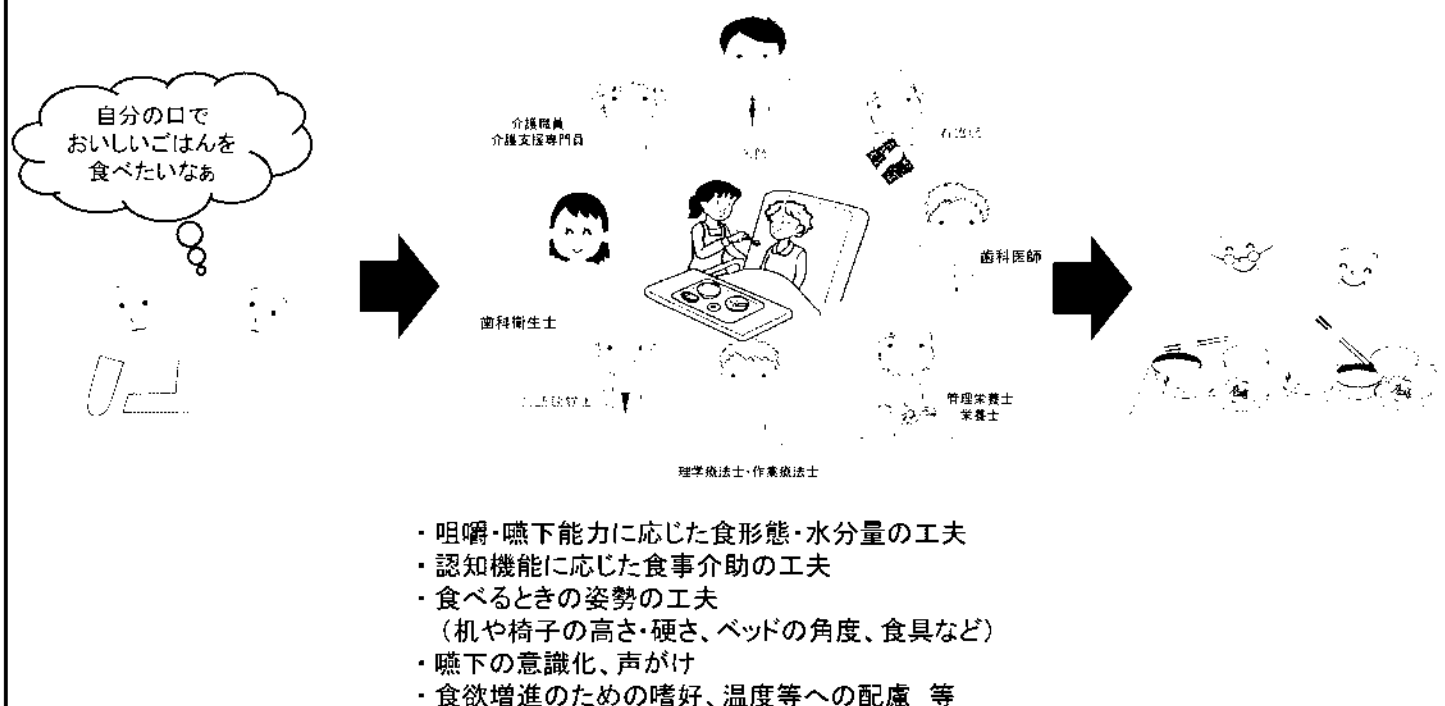 自分の口で
おいしいごはんを
食べたいなぁ
介護職員
介護支援専門員
歯科医師
歯科衛生士
管理栄養士
栄養士
理学療法士・作業療法士
・咀嚼・嚥下能力に応じた食形態・水分量の工夫
・認知機能に応じた食事介助の工夫
・食べるときの姿勢の工夫
（机や椅子の高さ・硬さ、ベッドの角度、食具など）
・嚥下の意識化、声がけ
・食欲増進のための嗜好、温度等への配慮　等